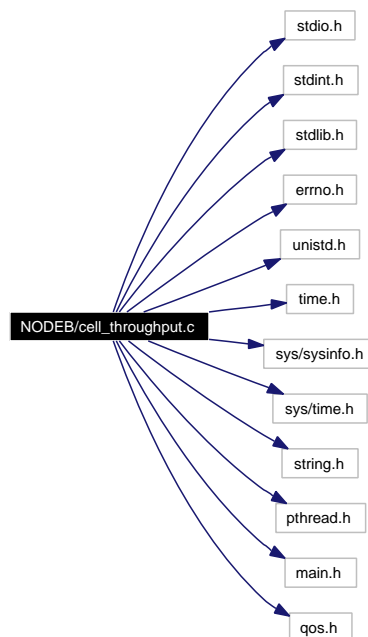 stdio.h
stdint.h
stdlib.h
errno.h
unistd.h
time.h
NODEB/cell_throughput.c
sys/sysinfo.h
sys/time.h
string.h
pthread.h
main.h
qos.h